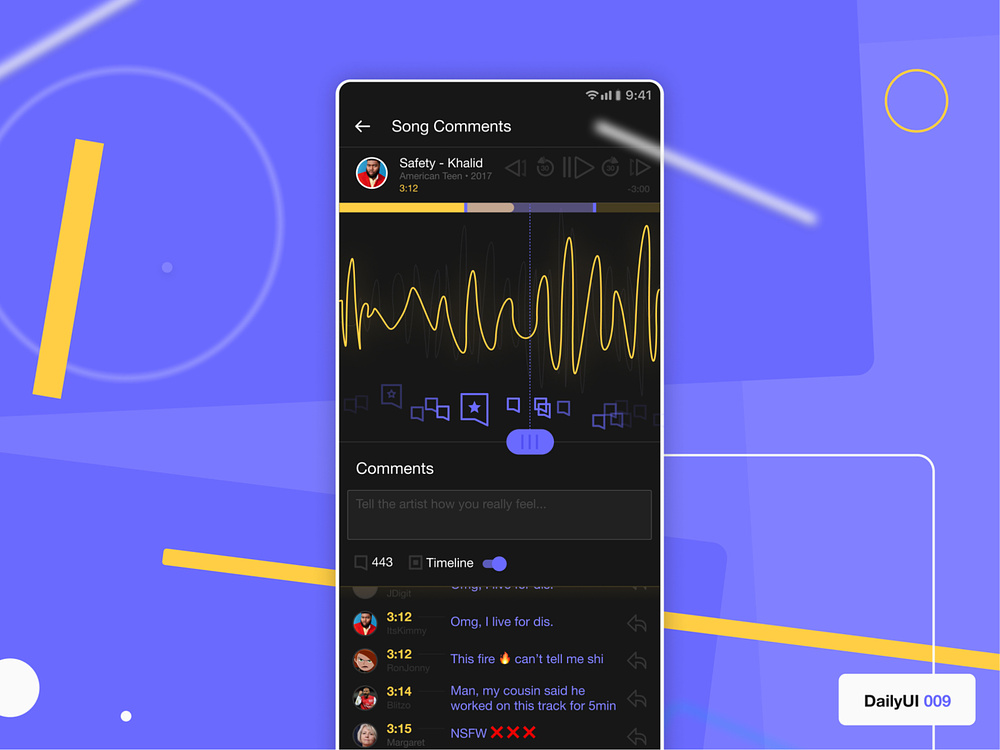 9:41
Song Comments
Safety - Khalid
American Teen • 2017
3:12
30
30
-3:00
Comments
Tell the artist how you really feel...
443
Timeline
Omg, I live for dis.
JDigit
3:12
ItsKimmy
Omg, I live for dis.
3:12
RonJonny
This fire 🔥 can't tell me shi
3:14
Blitzo
Man, my cousin said he
worked on this track for 5min
3:15
Margaret
NSFW ❌❌❌
DailyUI 009